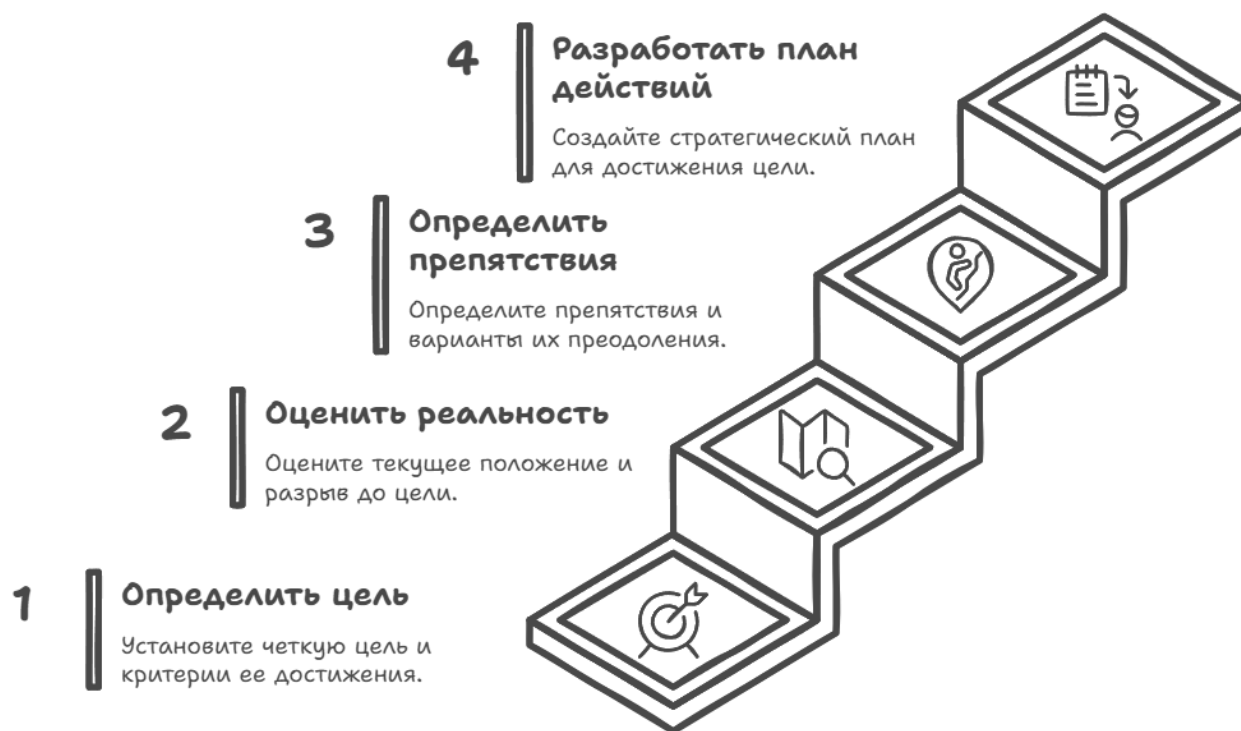 4
Разработать план
действий
Создайте стратегический план
для достижения цели.
3
Определить
препятствия
Определите препятствия и
варианты их преодоления.
2
Оценить реальность
Оцените текущее положение и
разрыв до цели.
1
Определить цель
Установите четкую цель и
критерии ее достижения.